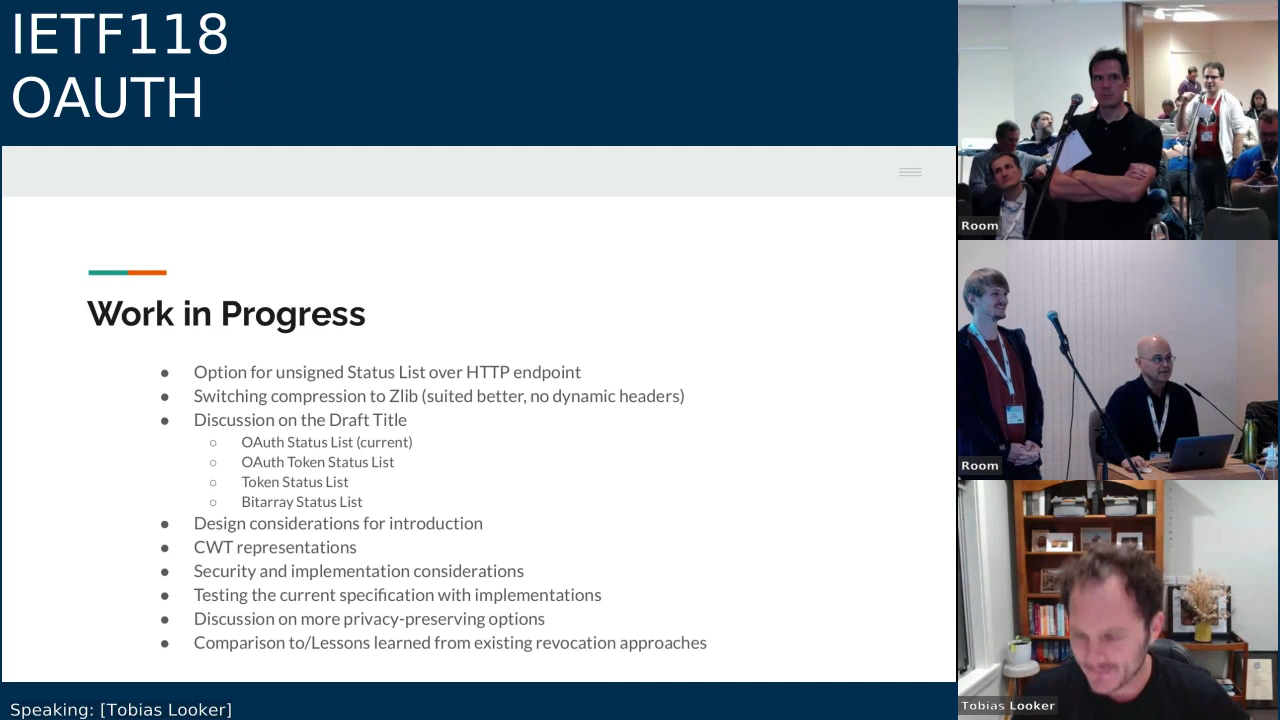 IETF118
OAUTH
Work in Progress
● Option for unsigned Status List over HTTP endpoint
● Switching compression to Zlib (suited better, no dynamic headers)
● Discussion on the Draft Title
○ OAuth Status List (current)
○ OAuth Token Status List
○ Token Status List
○ Bitarray Status List
● Design considerations for introduction
● CWT representations
● Security and implementation considerations
● Testing the current specification with implementations
● Discussion on more privacy-preserving options
● Comparison to/Lessons learned from existing revocation approaches
Speaking: [Tobias Looker]
Room
Room
Tobias Looker